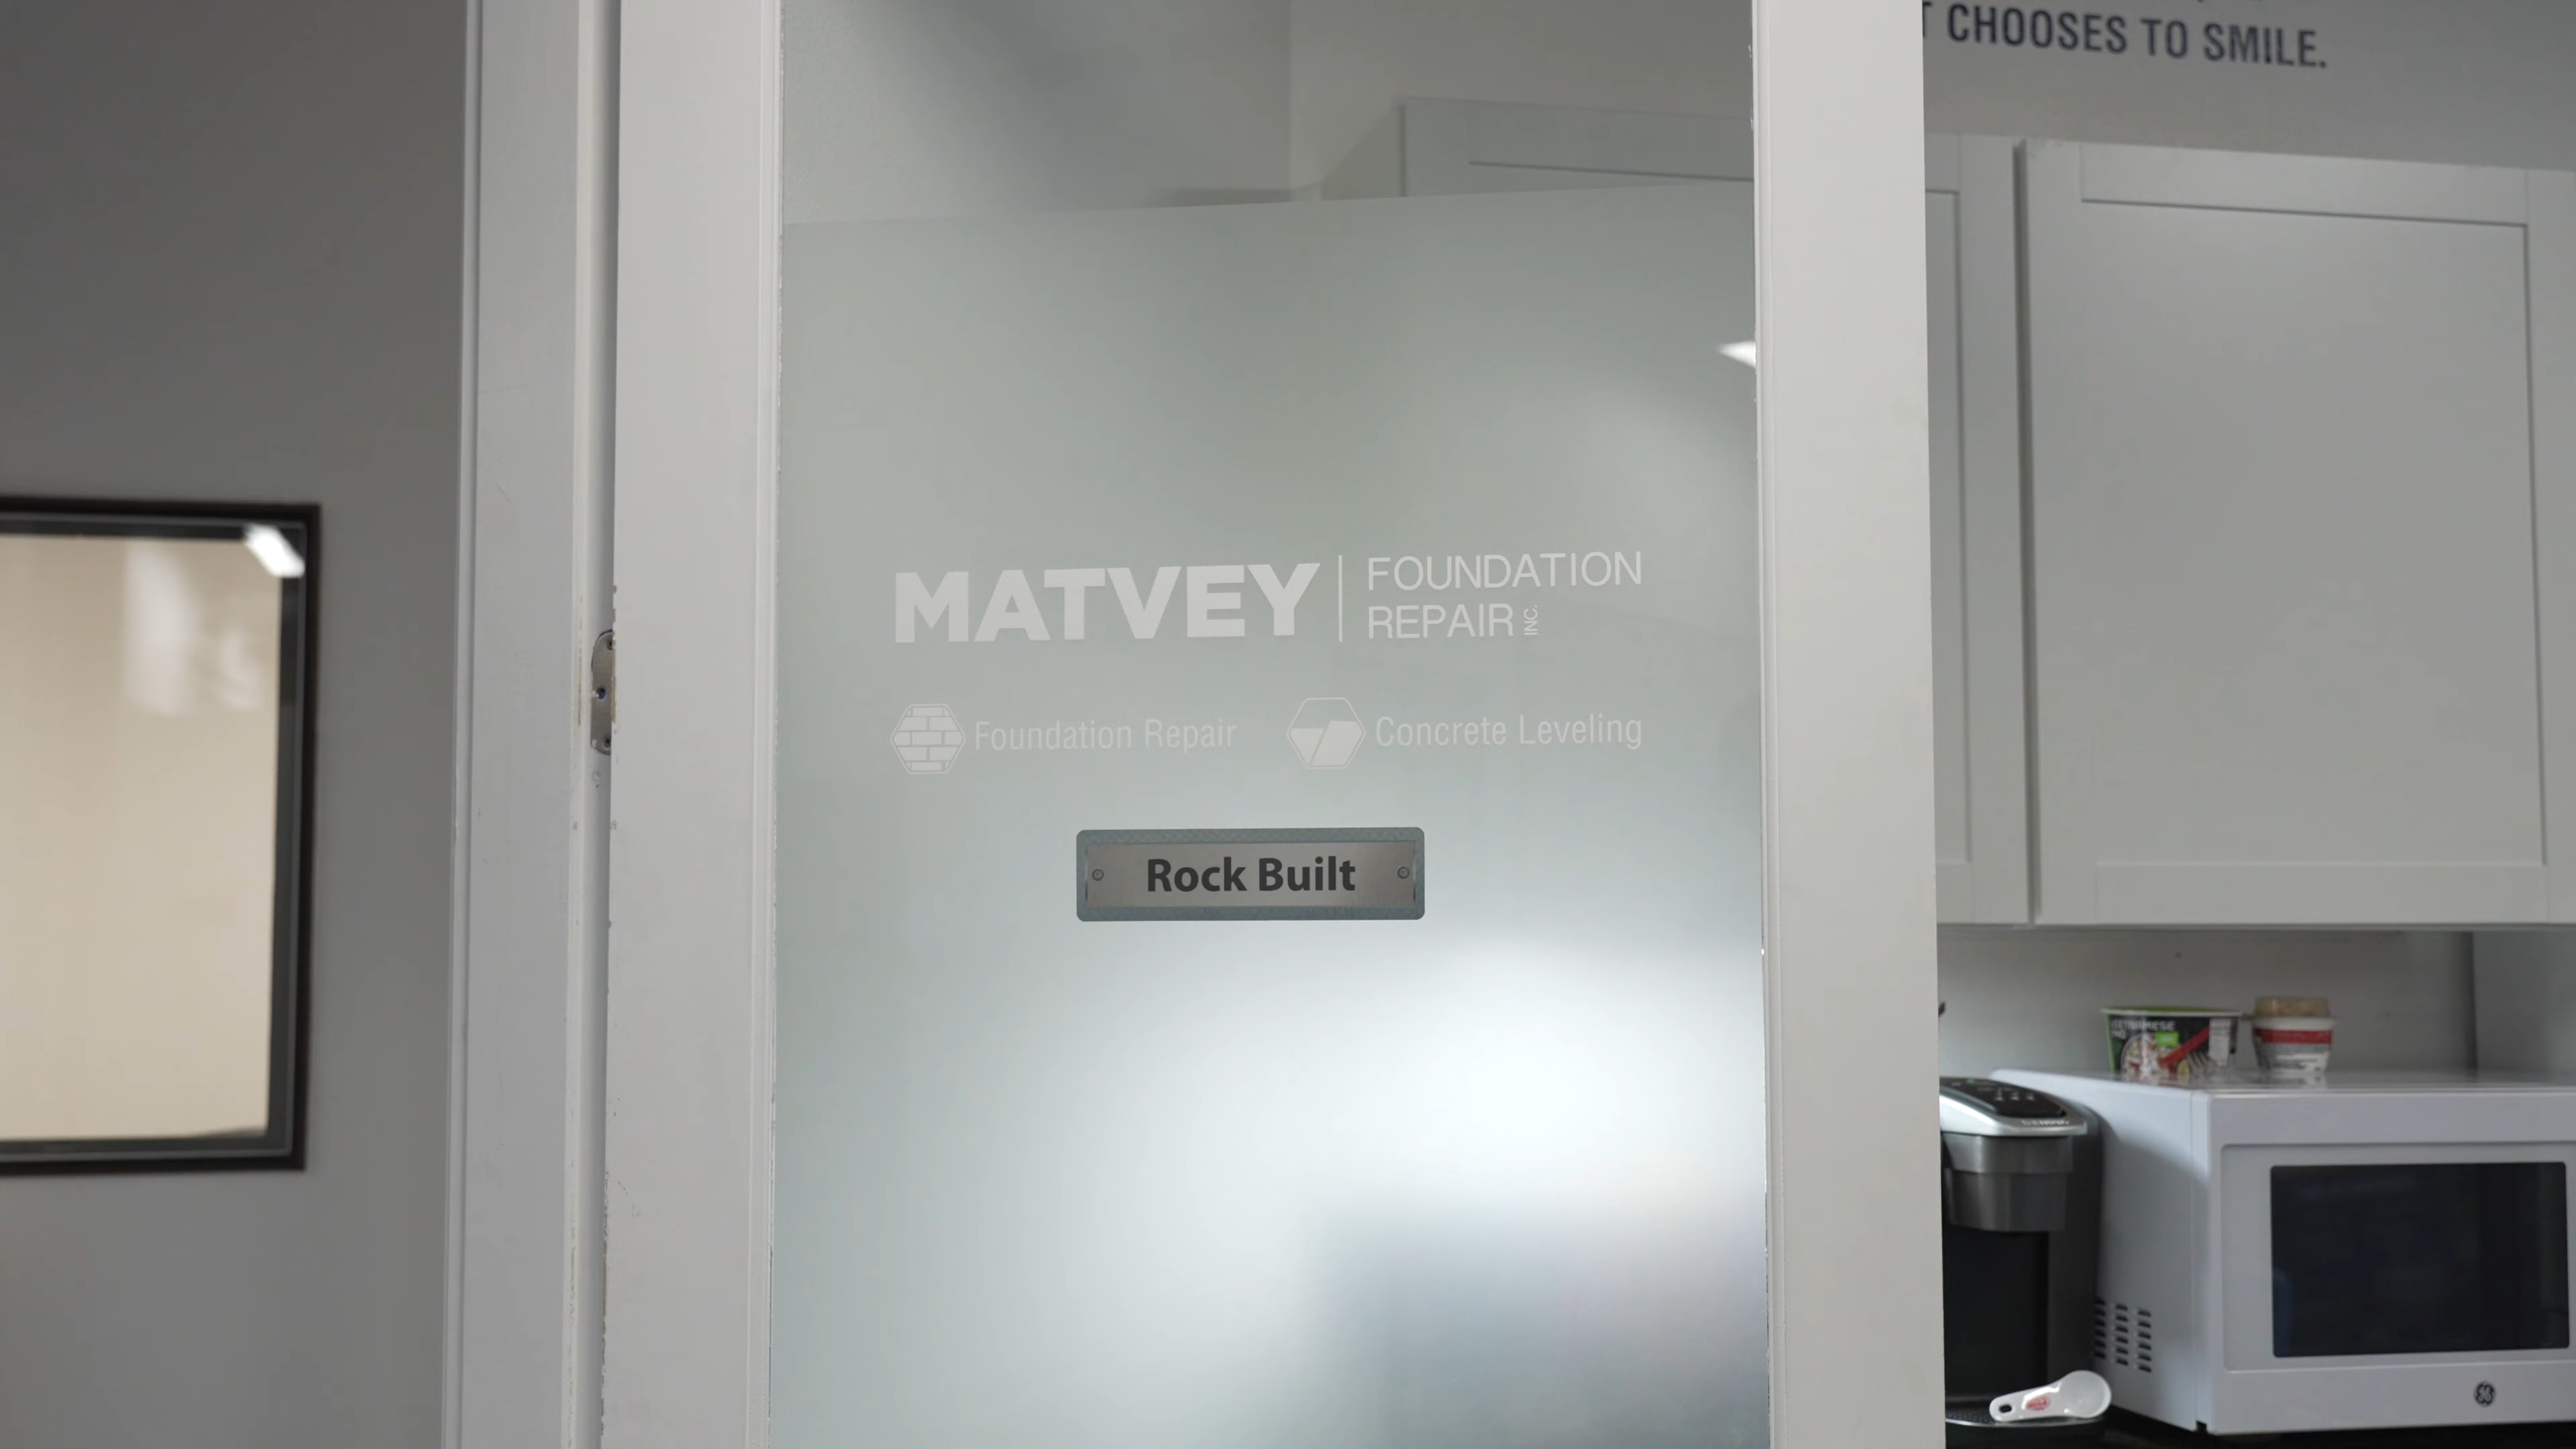 CHOOSES TO SMILE.
MATVEY
FOUNDATION
REPAIR INC.
Foundation Repair
Concrete Leveling
Rock Built